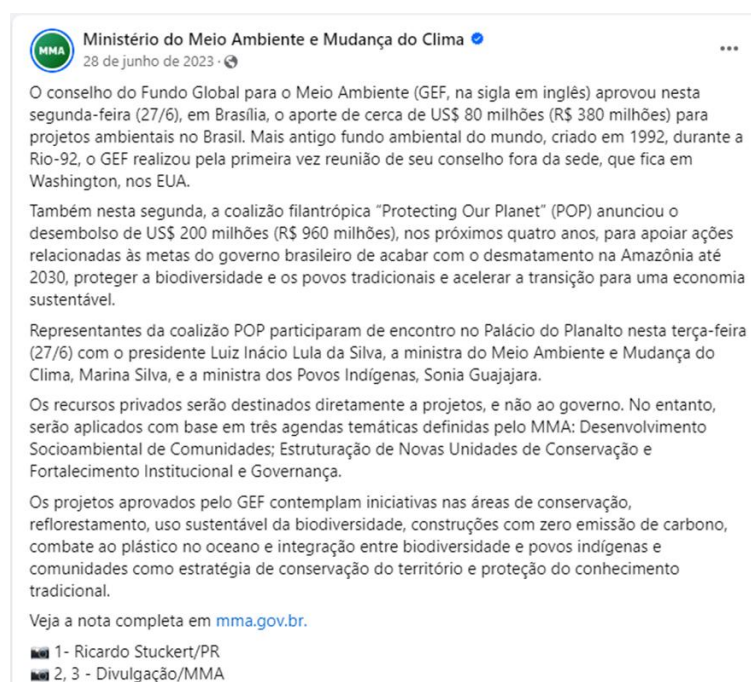 MMA
Ministério do Meio Ambiente e Mudança do Clima
28 de junho de 2023 ·
O conselho do Fundo Global para o Meio Ambiente (GEF, na sigla em inglês) aprovou nesta
segunda-feira (27/6), em Brasília, o aporte de cerca de US$ 80 milhões (R$ 380 milhões) para
projetos ambientais no Brasil. Mais antigo fundo ambiental do mundo, criado em 1992, durante a
Rio-92, o GEF realizou pela primeira vez reunião de seu conselho fora da sede, que fica em
Washington, nos EUA.
Também nesta segunda, a coalizão filantrópica “Protecting Our Planet” (POP) anunciou o
desembolso de US$ 200 milhões (R$ 960 milhões), nos próximos quatro anos, para apoiar ações
relacionadas às metas do governo brasileiro de acabar com o desmatamento na Amazônia até
2030, proteger a biodiversidade e os povos tradicionais e acelerar a transição para uma economia
sustentável.
Representantes da coalizão POP participaram de encontro no Palácio do Planalto nesta terça-feira
(27/6) com o presidente Luiz Inácio Lula da Silva, a ministra do Meio Ambiente e Mudança do
Clima, Marina Silva, e a ministra dos Povos Indígenas, Sonia Guajajara.
Os recursos privados serão destinados diretamente a projetos, e não ao governo. No entanto,
serão aplicados com base em três agendas temáticas definidas pelo MMA: Desenvolvimento
Socioambiental de Comunidades; Estruturação de Novas Unidades de Conservação e
Fortalecimento Institucional e Governança.
Os projetos aprovados pelo GEF contemplam iniciativas nas áreas de conservação,
reflorestamento, uso sustentável da biodiversidade, construções com zero emissão de carbono,
combate ao plástico no oceano e integração entre biodiversidade e povos indígenas e
comunidades como estratégia de conservação do território e proteção do conhecimento
tradicional.
Veja a nota completa em mma.gov.br.
📷 1- Ricardo Stuckert/PR
📷 2, 3 - Divulgação/MMA